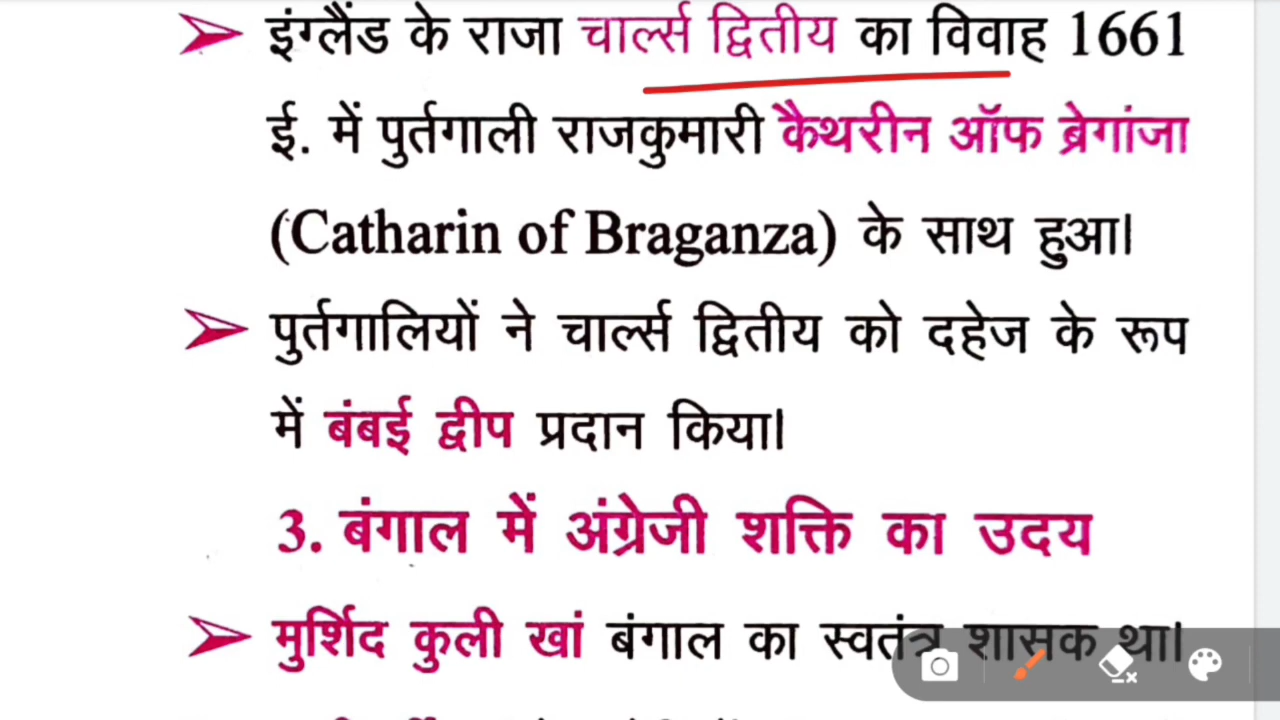 इंग्लैंड के राजा चार्ल्स द्वितीय का विवाह 1661
ई. में पुर्तगाली राजकुमारी कैथरीन ऑफ ब्रेगांजा
(Catharin of Braganza) के साथ हुआ।
पुर्तगालियों ने चार्ल्स द्वितीय को दहेज के रूप
में बंबई द्वीप प्रदान किया।
3. बंगाल में अंग्रेजी शक्ति का उदय
मुर्शिद कुली खां बंगाल का स्वतंत्र शासक था।